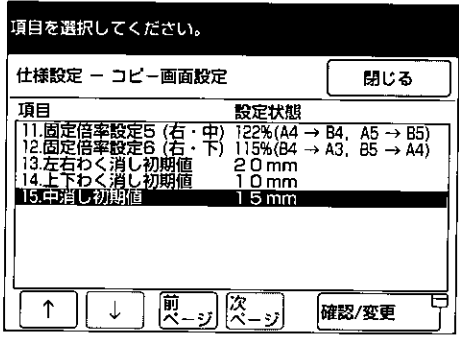 項目を選択してください。
仕様設定 － コピー画面設定 閉じる
項目 設定状態
11.固定倍率設定5 (右・中) 122%(A4 → B4, A5 → B5)
12.固定倍率設定6 (右・下) 115%(B4 → A3, B5 → A4)
13.左右わく消し初期値 20mm
14.上下わく消し初期値 10mm
15.中消し初期値 15mm
↑ ↓ 前ページ 次ページ 確認/変更